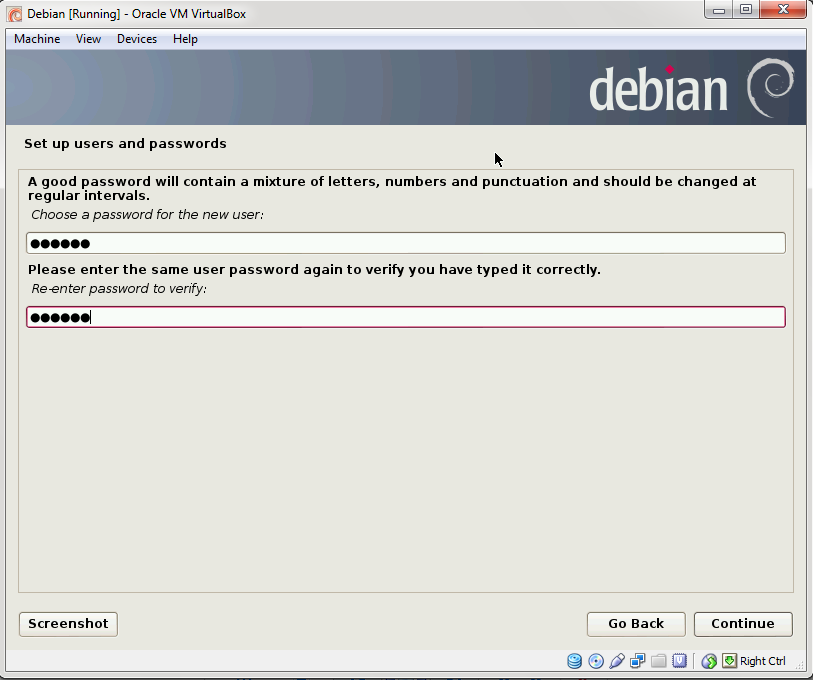 Debian [Running] - Oracle VM VirtualBox
Machine View Devices Help
debian
Set up users and passwords
A good password will contain a mixture of letters, numbers and punctuation and should be changed at
regular intervals.
Choose a password for the new user:
●●●●●●
Please enter the same user password again to verify you have typed it correctly.
Re-enter password to verify:
●●●●●●
Screenshot Go Back Continue
Right Ctrl